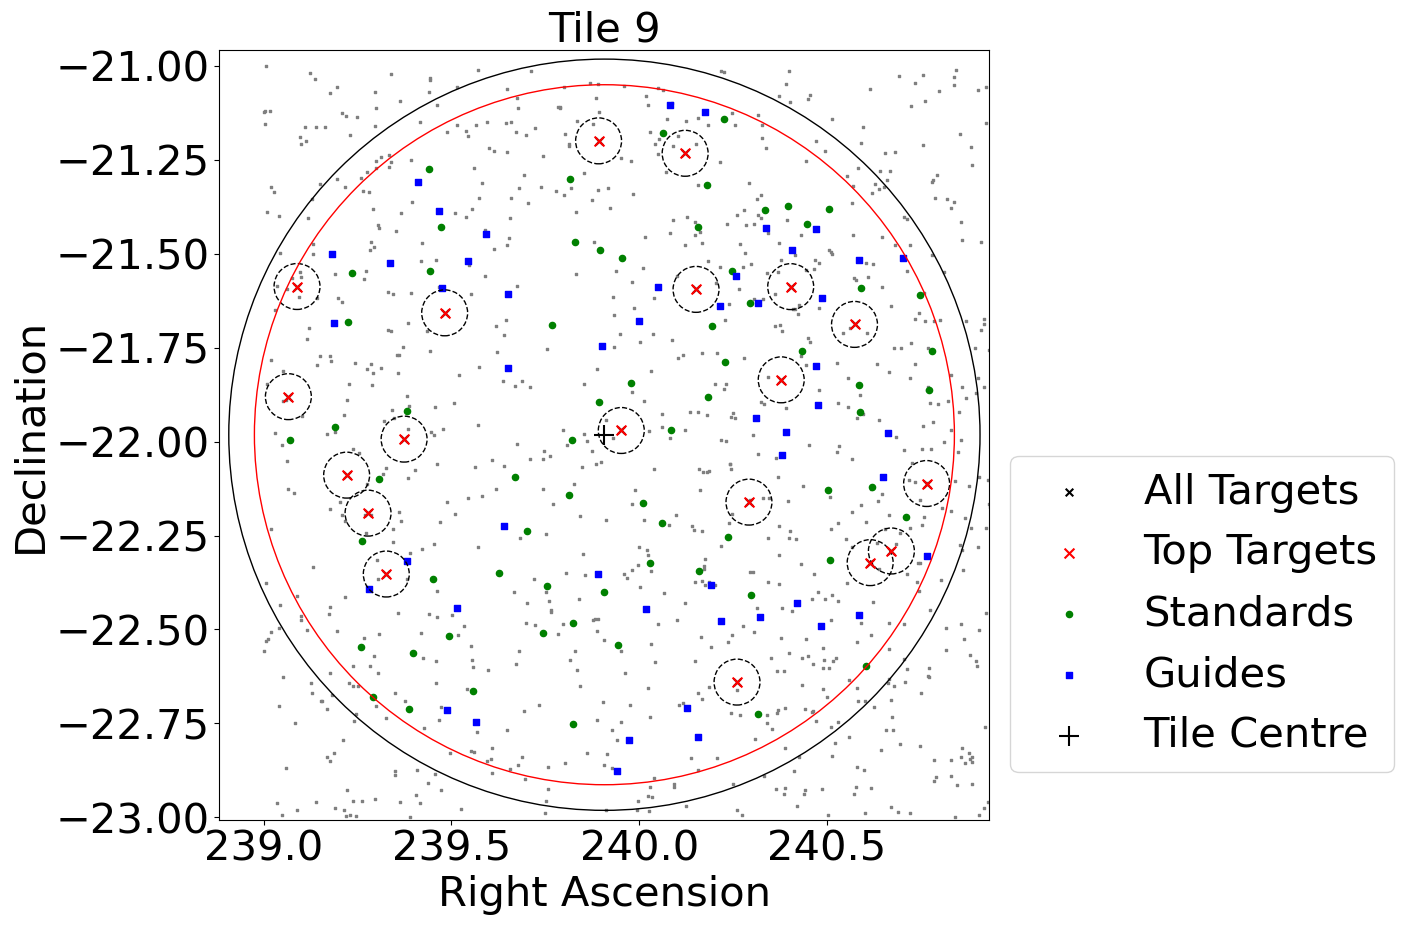 Tile 9
−21.00
−21.25
−21.50
−21.75
−22.00
−22.25
−22.50
−22.75
−23.00
Declination
239.0 239.5 240.0 240.5
Right Ascension
All Targets
Top Targets
Standards
Guides
Tile Centre